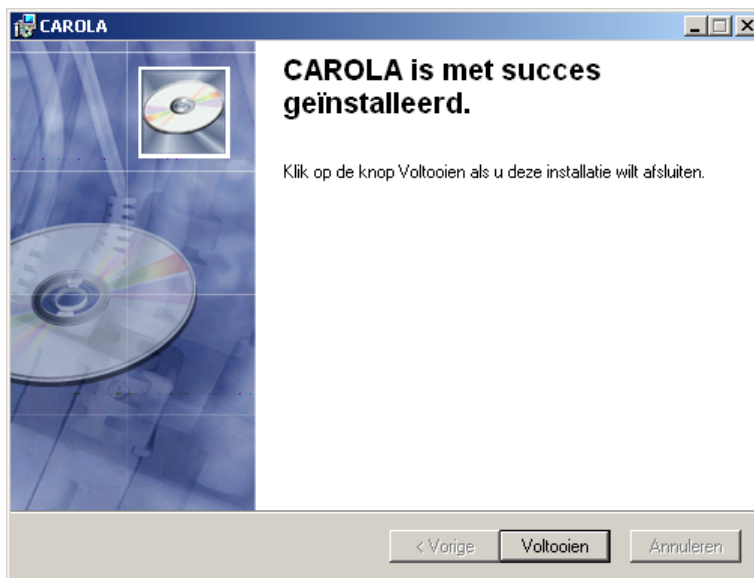 CAROLA
CAROLA is met succes
geïnstalleerd.
Klik op de knop Voltooien als u deze installatie wilt afsluiten.
< Vorige
Voltooien
Annuleren